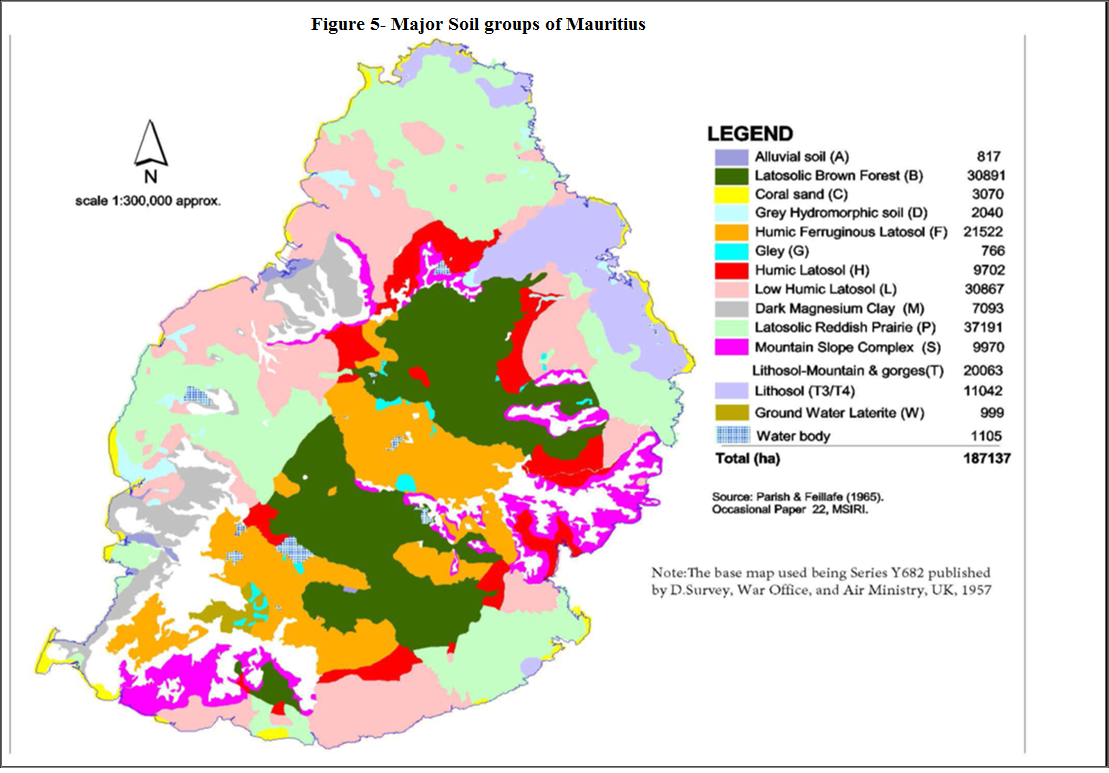 Figure 5- Major Soil groups of Mauritius
N
scale 1:300,000 approx.
LEGEND
Alluvial soil (A) 817
Latosolic Brown Forest (B) 30891
Coral sand (C) 3070
Grey Hydromorphic soil (D) 2040
Humic Ferruginous Latosol (F) 21522
Gley (G) 766
Humic Latosol (H) 9702
Low Humic Latosol (L) 30867
Dark Magnesium Clay (M) 7093
Latosolic Reddish Prairie (P) 37191
Mountain Slope Complex (S) 9970
Lithosol-Mountain & gorges(T) 20063
Lithosol (T3/T4) 11042
Ground Water Laterite (W) 999
Water body 1105
Total (ha) 187137
Source: Parish & Feillafe (1965).
Occasional Paper 22, MSIRI.
Note:The base map used being Series Y682 published
by D.Survey, War Office, and Air Ministry, UK, 1957